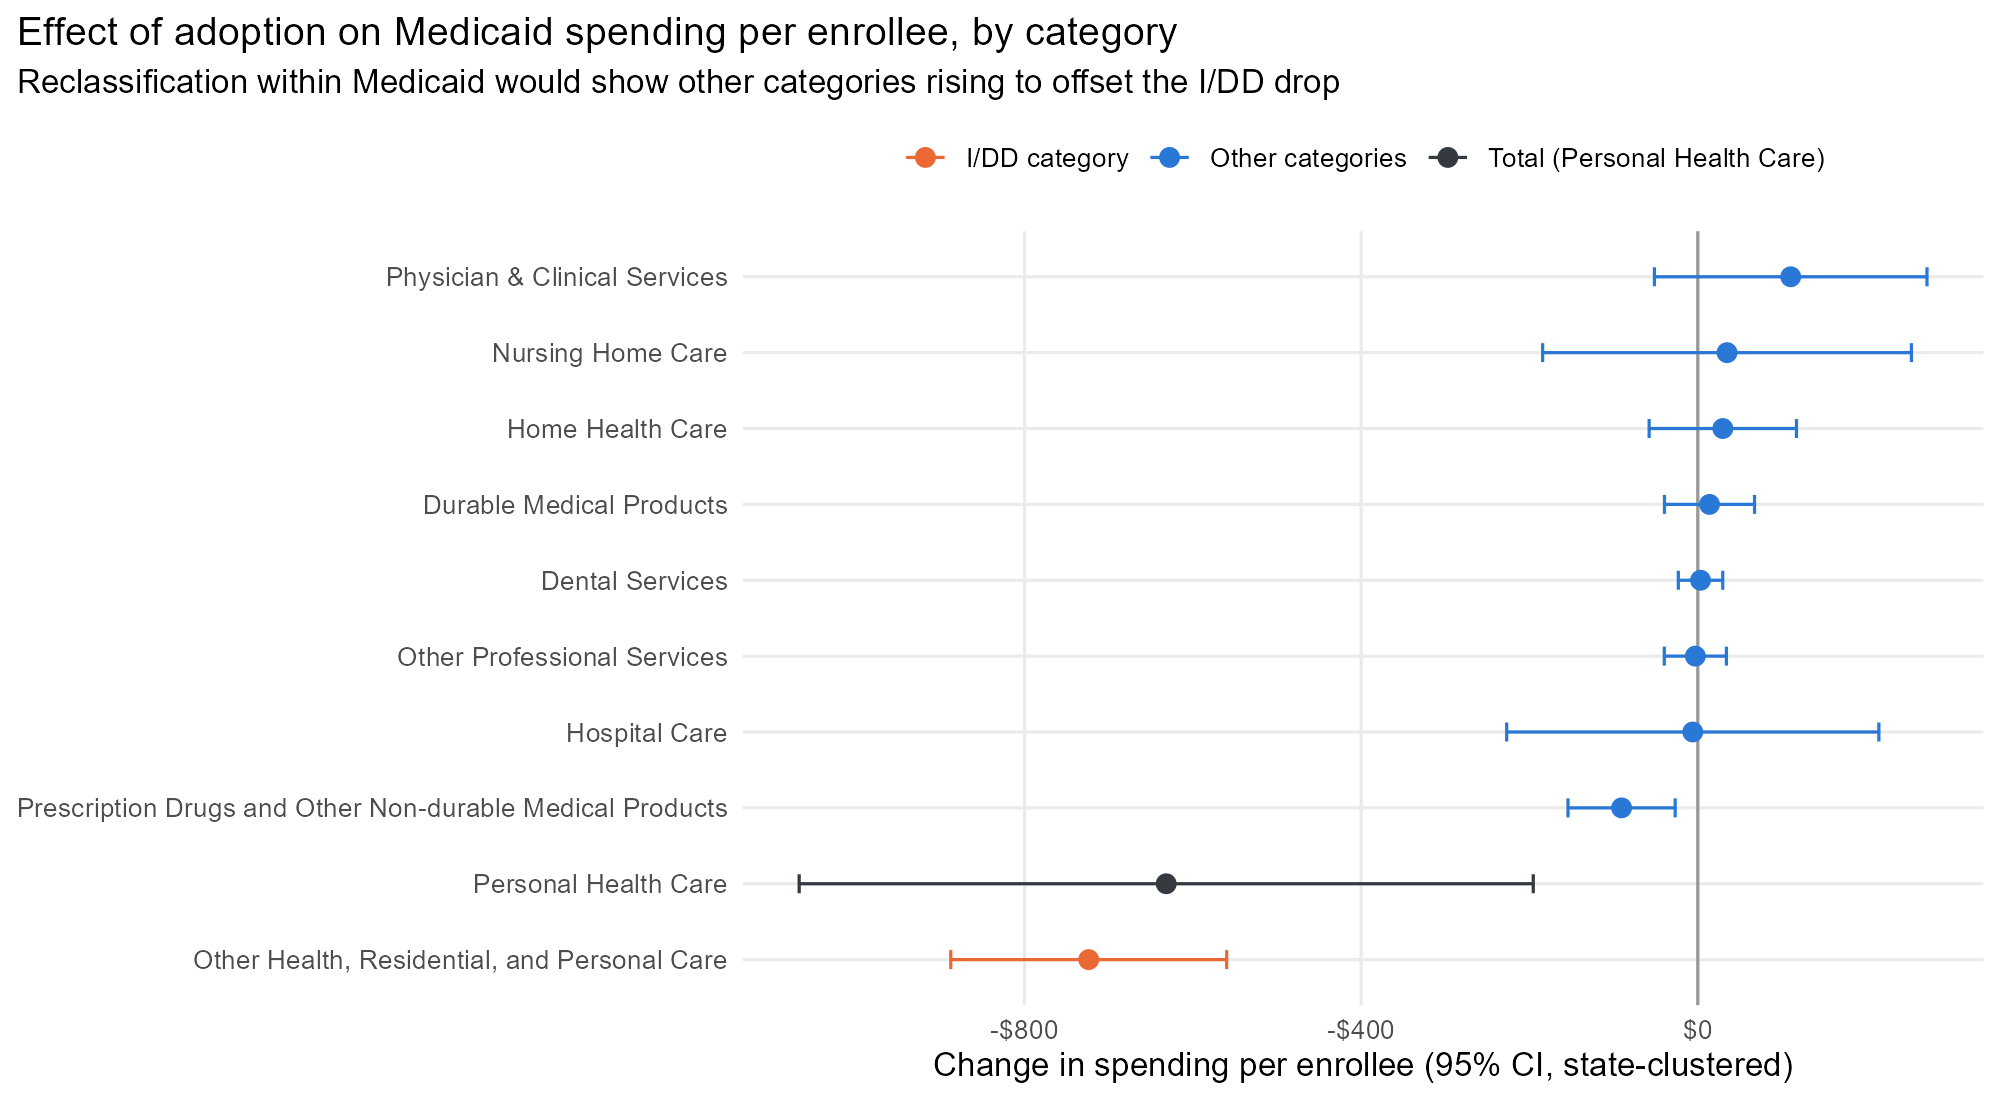 Effect of adoption on Medicaid spending per enrollee, by category
Reclassification within Medicaid would show other categories rising to offset the I/DD drop
I/DD category
Other categories
Total (Personal Health Care)
Physician & Clinical Services
Nursing Home Care
Home Health Care
Durable Medical Products
Dental Services
Other Professional Services
Hospital Care
Prescription Drugs and Other Non-durable Medical Products
Personal Health Care
Other Health, Residential, and Personal Care
-$800
-$400
$0
Change in spending per enrollee (95% CI, state-clustered)